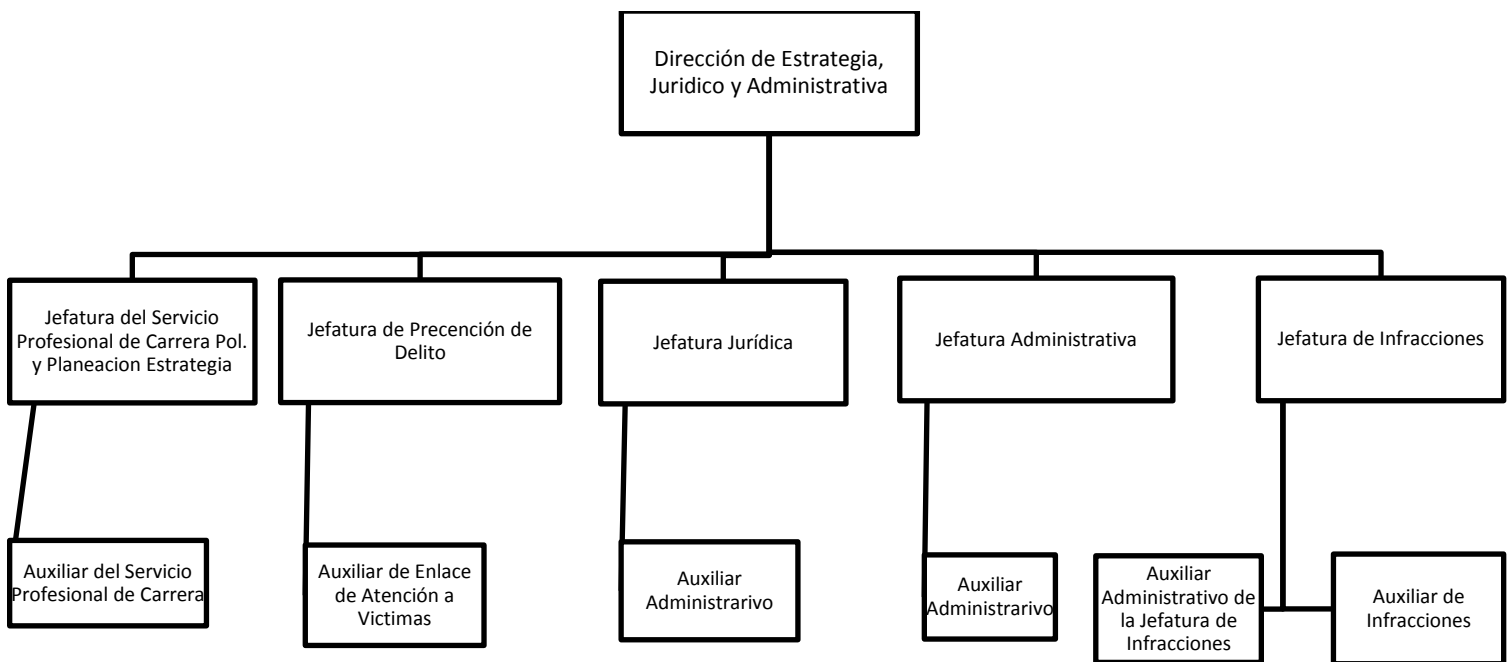 Dirección de Estrategia,
Juridico y Administrativa
Jefatura del Servicio
Profesional de Carrera Pol.
y Planeacion Estrategia
Jefatura de Precención de
Delito
Jefatura Jurídica
Jefatura Administrativa
Jefatura de Infracciones
Auxiliar del Servicio
Profesional de Carrera
Auxiliar de Enlace
de Atención a
Victimas
Auxiliar
Administrarivo
Auxiliar
Administrarivo
Auxiliar
Administrativo de
la Jefatura de
Infracciones
Auxiliar de
Infracciones